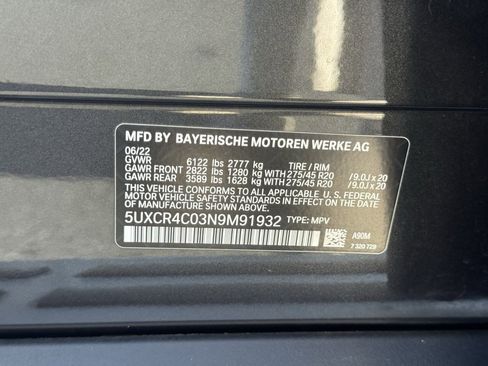 MFD BY BAYERISCHE MOTOREN WERKE AG
06/22
GVWR 6122 lbs 2777 kg TIRE / RIM
GAWR FRONT 2822 lbs 1280 kg WITH 275/45 R20 /9.0J x 20
GAWR REAR 3589 lbs 1628 kg WITH 275/45 R20 /9.0J x 20
THIS VEHICLE CONFORMS TO ALL APPLICABLE U. S. FEDERAL
MOTOR VEHICLE SAFETY STANDARDS IN EFFECT ON THE DATE OF MANUFACTURE SHOWN ABOVE.
5UXCR4C03N9M91932 TYPE: MPV
A90M
7 320 729